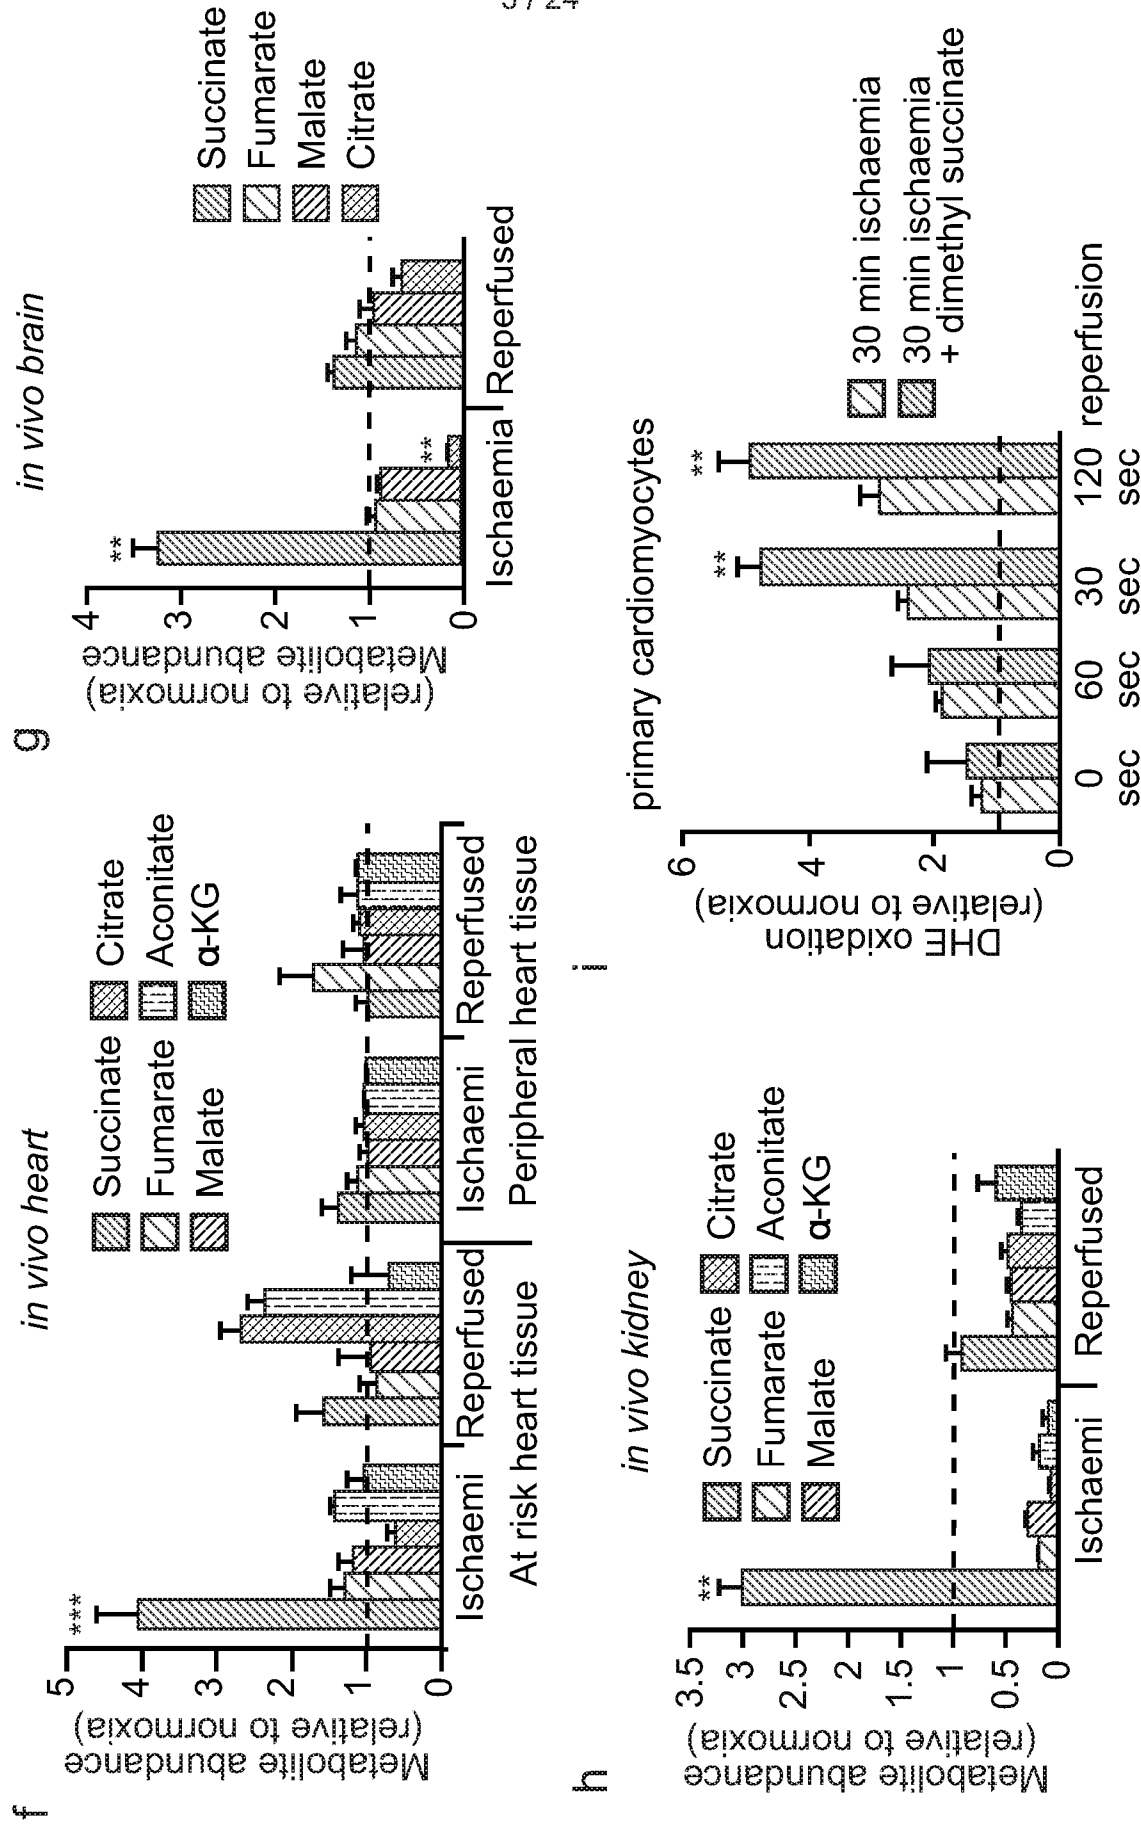 3 / 24
f
in vivo heart
Succinate
Fumarate
Malate
Citrate
Aconitate
α-KG
Metabolite abundance
(relative to normoxia)
5
4
3
2
1
0
***
Ischaemi
Reperfused
Ischaemi
Reperfused
At risk heart tissue
Peripheral heart tissue
g
in vivo brain
Succinate
Fumarate
Malate
Citrate
Metabolite abundance
(relative to normoxia)
4
3
2
1
0
**
**
Ischaemia
Reperfused
h
in vivo kidney
Succinate
Fumarate
Malate
Citrate
Aconitate
α-KG
Metabolite abundance
(relative to normoxia)
3.5
3
2.5
2
1.5
1
0.5
0
**
Ischaemi
Reperfused
i
primary cardiomyocytes
30 min ischaemia
30 min ischaemia
+ dimethyl succinate
DHE oxidation
(relative to normoxia)
6
4
2
0
**
**
0 60 30 120 reperfusion
sec sec sec sec